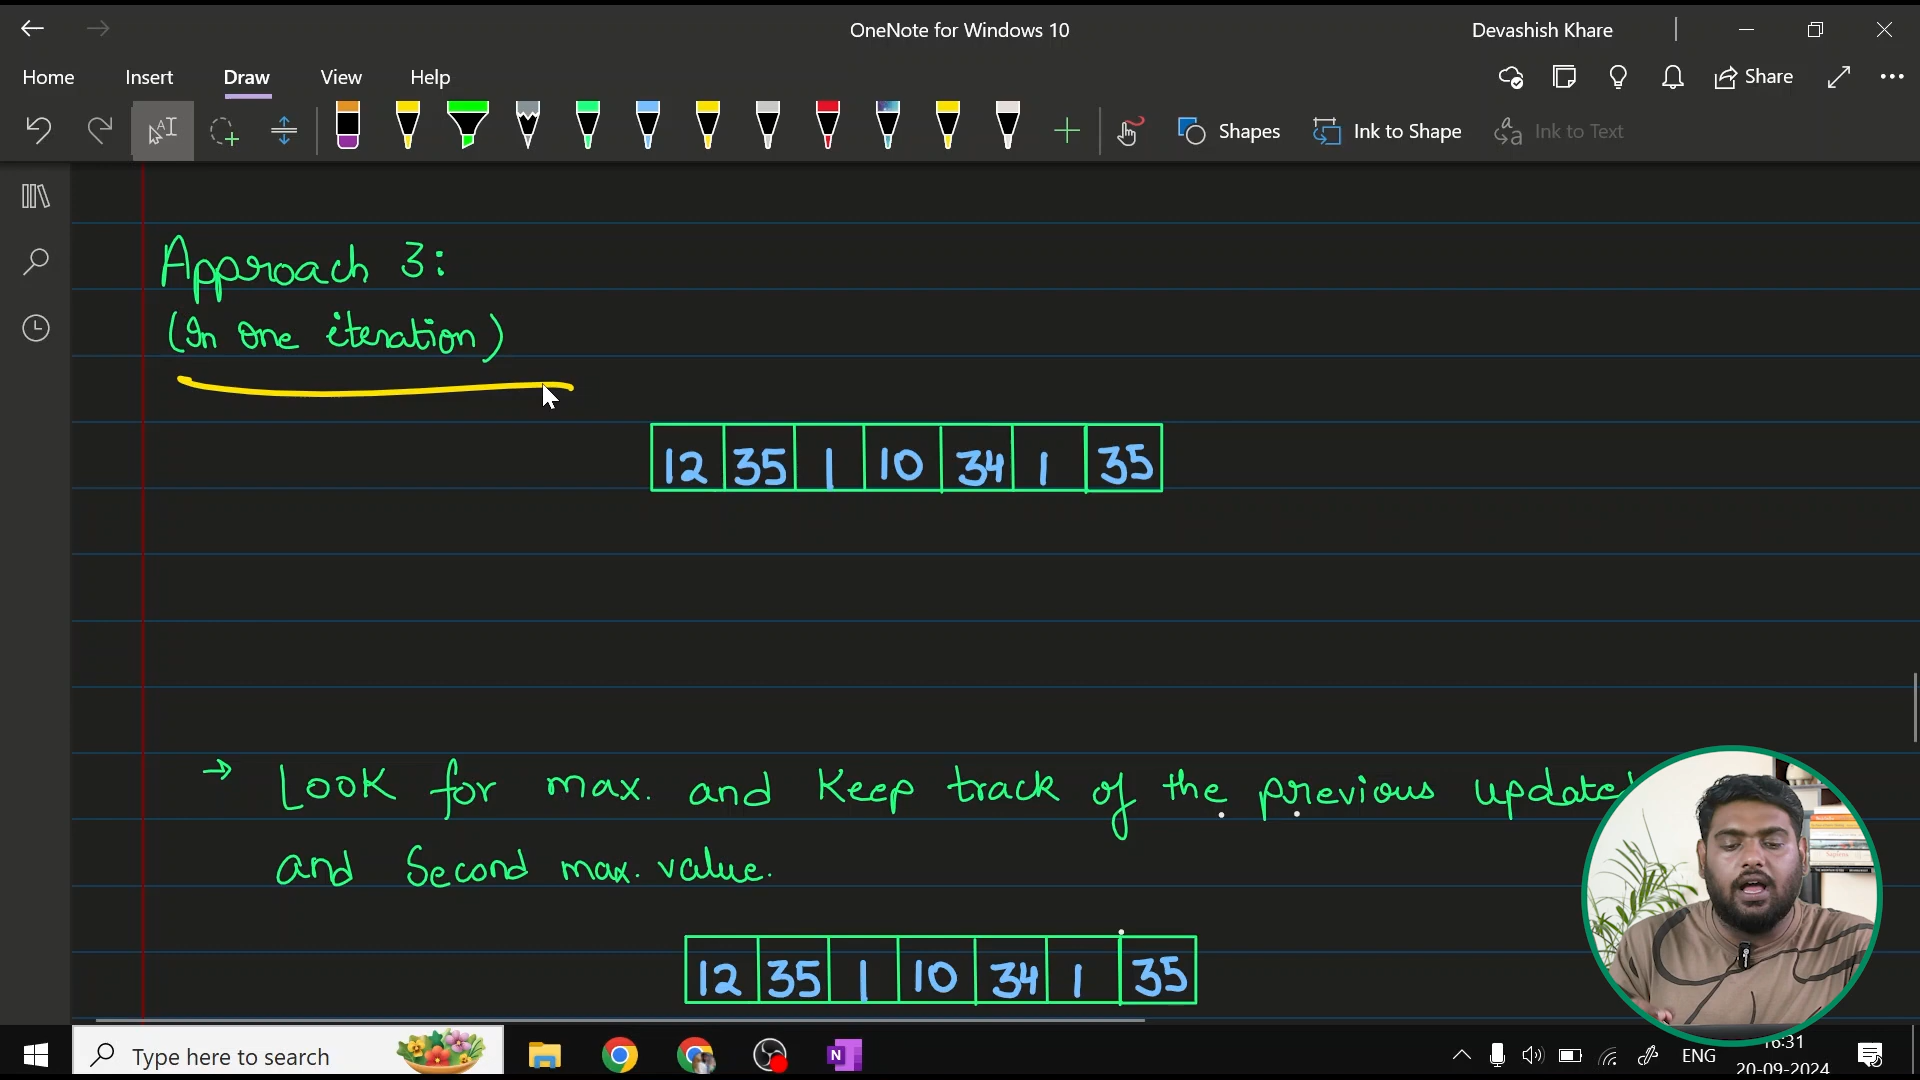 OneNote for Windows 10
Devashish Khare
Home Insert Draw View Help
Share
Shapes Ink to Shape Ink to Text
Approach 3:
(In one iteration)
12 35 1 10 34 1 35
→ Look for max. and keep track of the previous update
and Second max. value.
12 35 1 10 34 1 35
Type here to search
ENG
16:31
20-09-2024